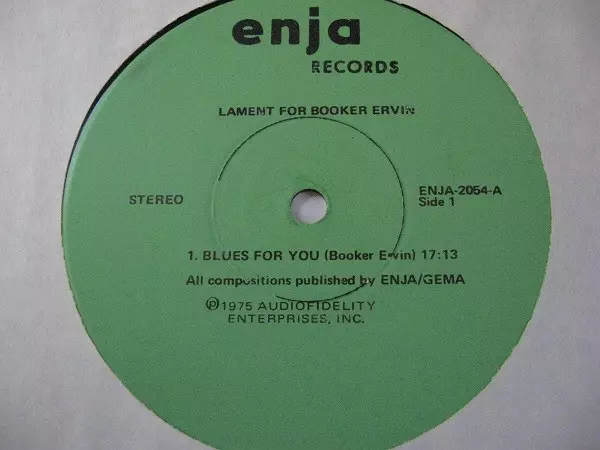 enja
RECORDS
LAMENT FOR BOOKER ERVIN
STEREO
ENJA-2054-A
Side 1
1. BLUES FOR YOU (Booker Ervin) 17:13
All compositions published by ENJA/GEMA
℗1975 AUDIOFIDELITY
ENTERPRISES, INC.